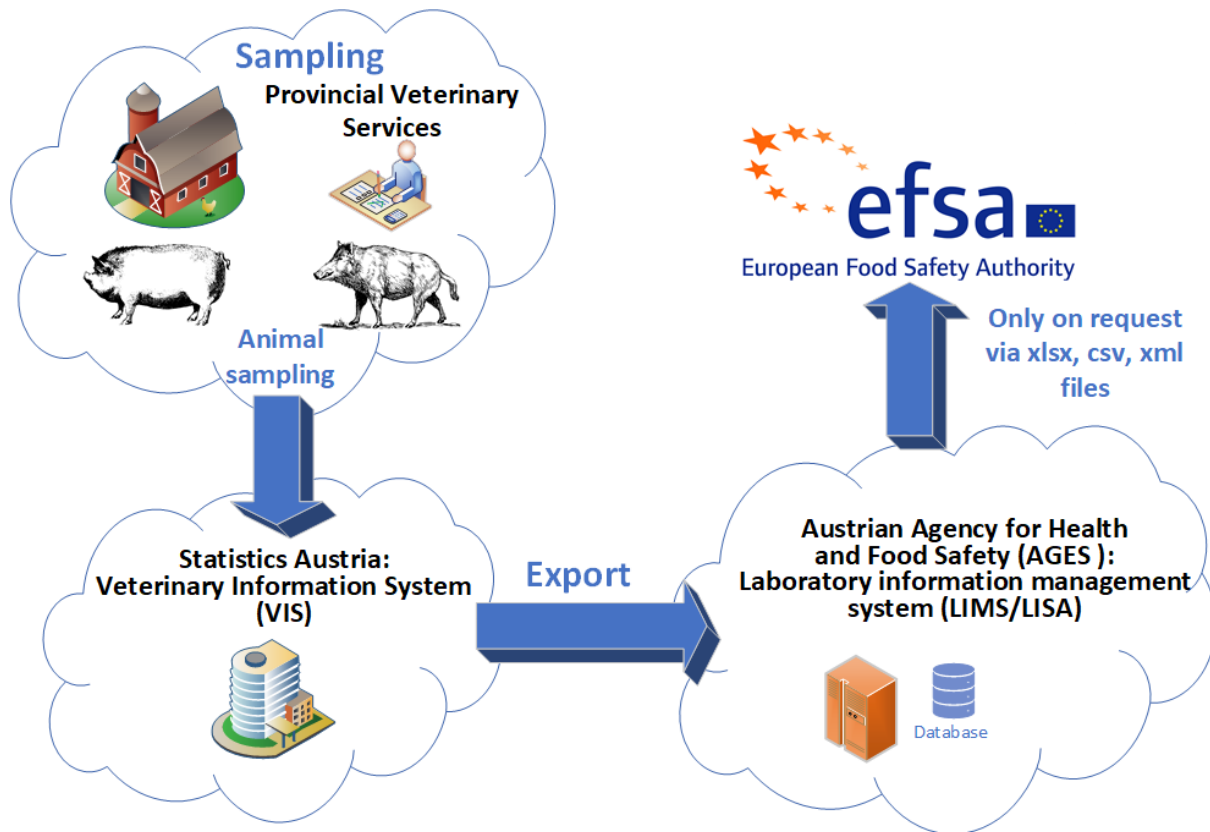 Sampling
Provincial Veterinary
Services
Animal
sampling
efsa
European Food Safety Authority
Only on request
via xlsx, csv, xml
files
Statistics Austria:
Veterinary Information System
(VIS)
Export
Austrian Agency for Health
and Food Safety (AGES ):
Laboratory information management
system (LIMS/LISA)
Database